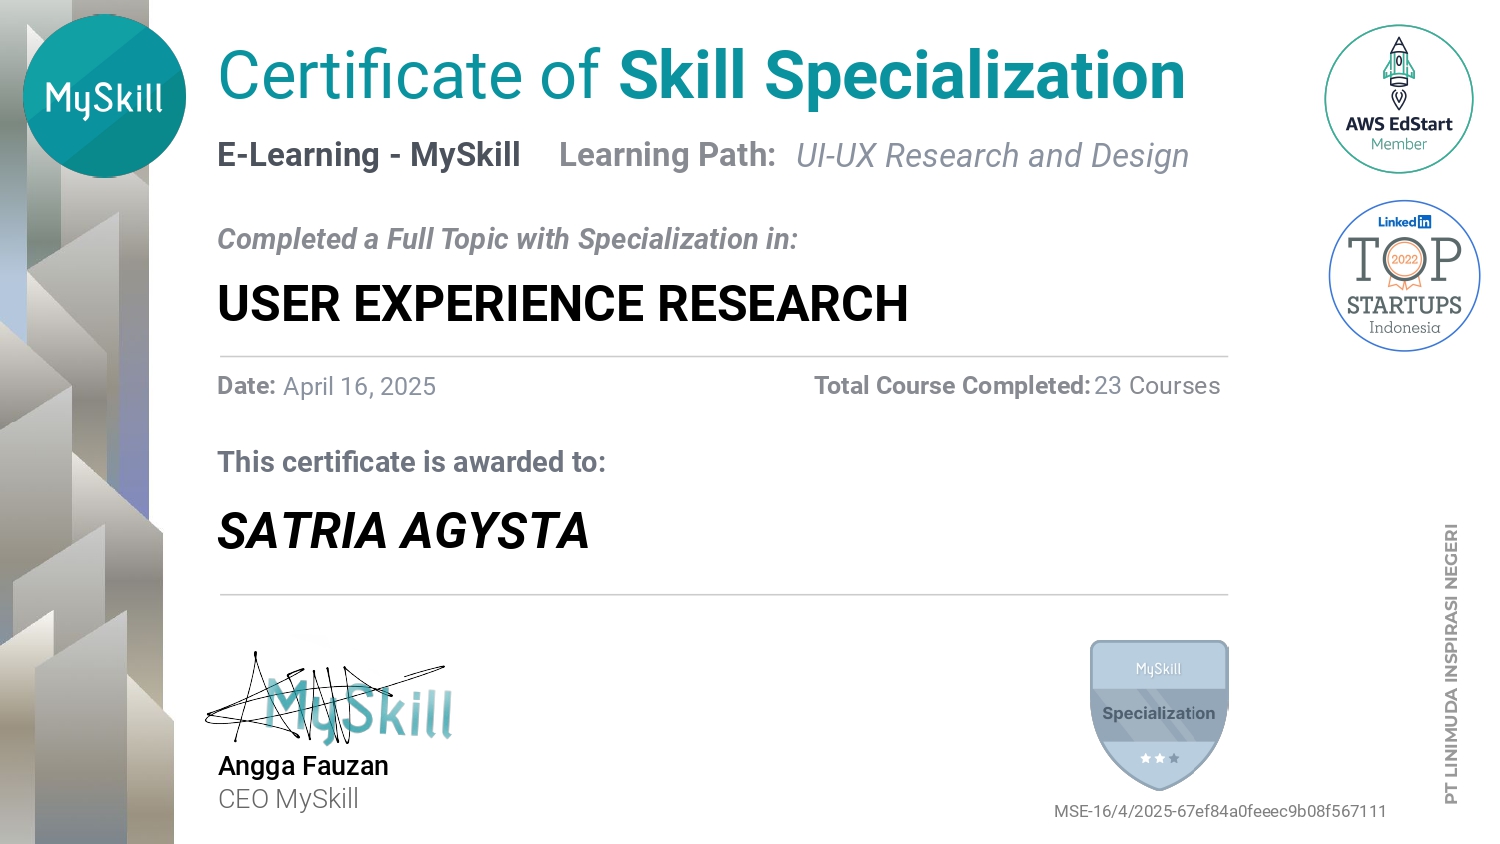 MySkill
Certificate of Skill Specialization
E-Learning - MySkill Learning Path: UI-UX Research and Design
Completed a Full Topic with Specialization in:
USER EXPERIENCE RESEARCH
Date: April 16, 2025 Total Course Completed: 23 Courses
This certificate is awarded to:
SATRIA AGYSTA
MySkill
Angga Fauzan
CEO MySkill
MySkill
Specialization
MSE-16/4/2025-67ef84a0feeec9b08f567111
AWS EdStart
Member
Linked in
TOP
2022
STARTUPS
Indonesia
PT LINIMUDA INSPIRASI NEGERI